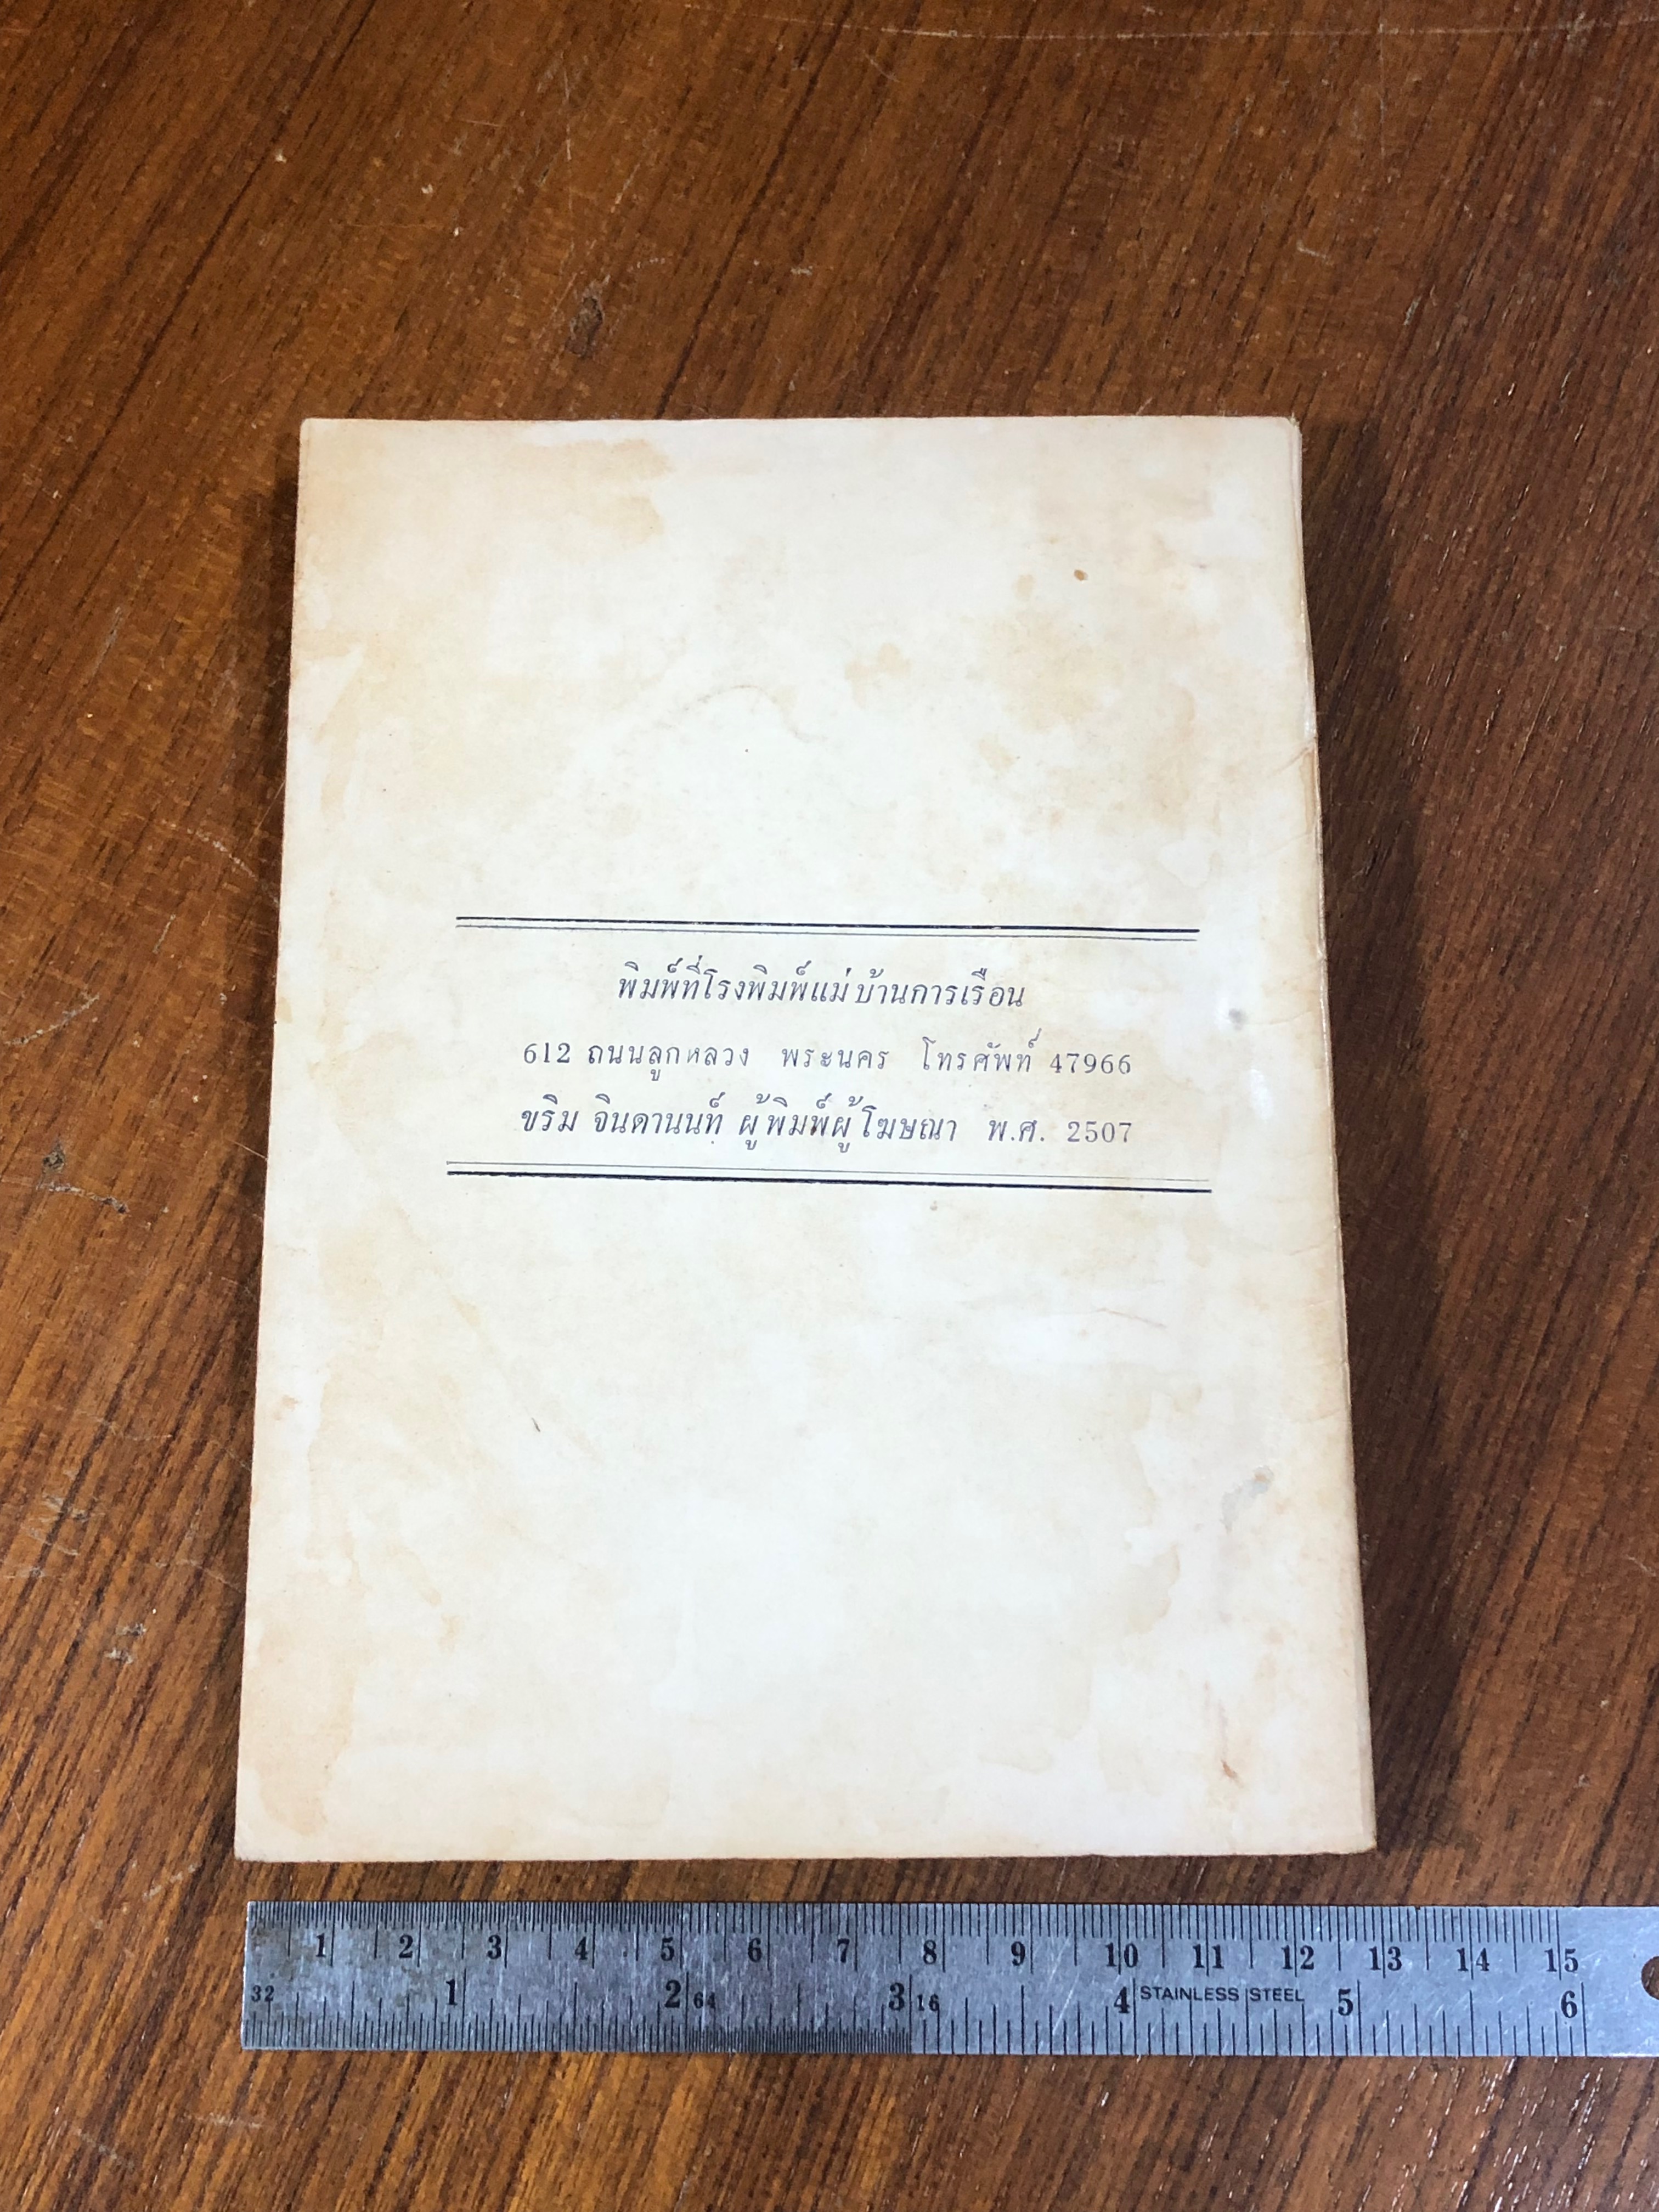 พิมพ์ที่โรงพิมพ์แม่บ้านการเรือน
612 ถนนลูกหลวง พระนคร โทรศัพท์ 47966
ขริม จินดานนท์ ผู้พิมพ์ผู้โฆษณา พ.ศ. 2507
1 2 3 4 5 6 7 8 9 10 11 12 13 14 15
32 1 2 64 3 16 4 STAINLESS STEEL 5 6